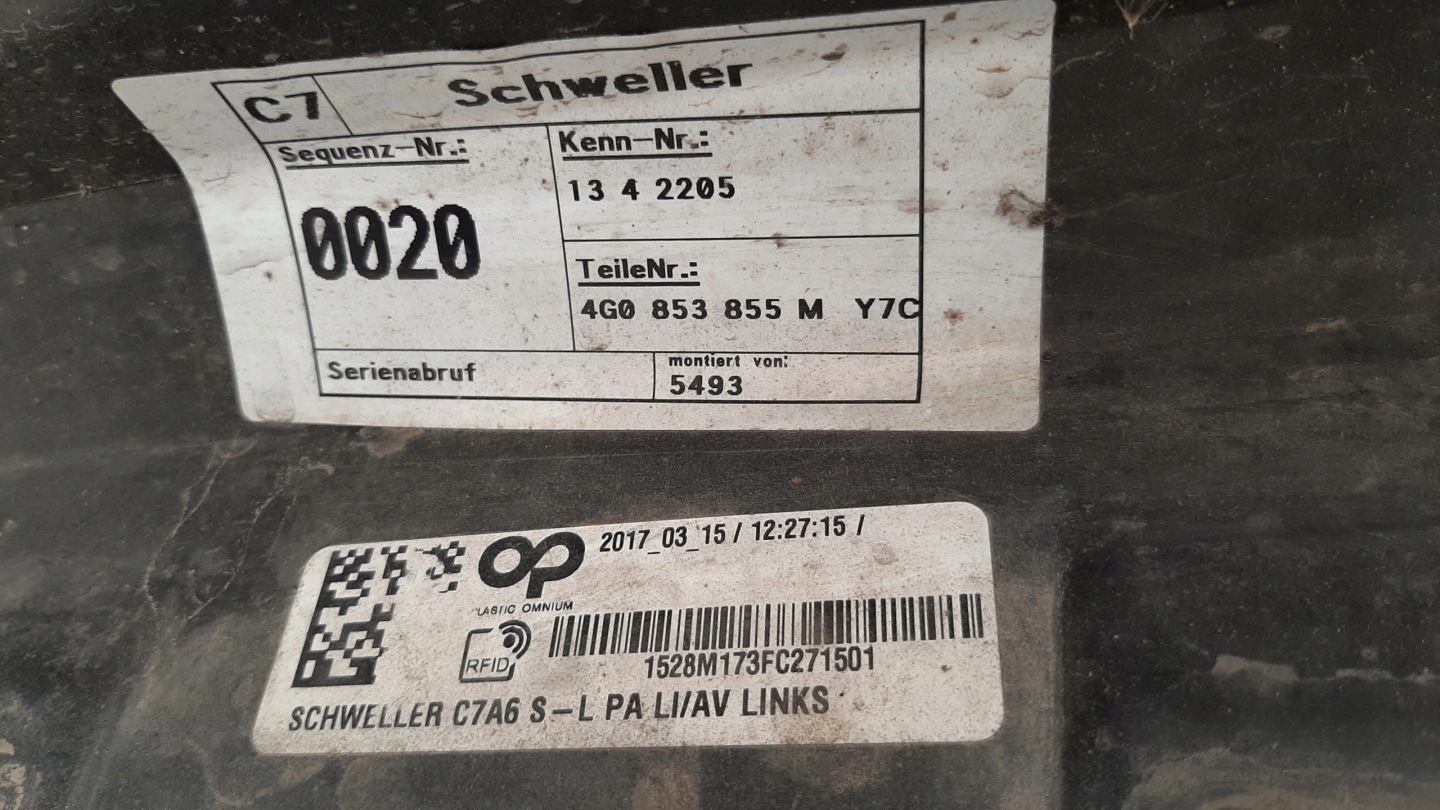 C7 Schweller
Sequenz-Nr.:
0020
Kenn-Nr.:
13 4 2205
TeileNr.:
4G0 853 855 M Y7C
Serienabruf
montiert von:
5493
2017_03_15 / 12:27:15 /
LASTIC OMNIUM
RFID
1528M173FC271501
SCHWELLER C7A6 S-L PA LI/AV LINKS